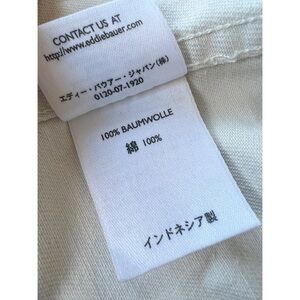 CONTACT US AT
http://www.eddiebauer.com
エディー・バウアー・ジャパン(株)
0120-07-1920
100% BAUMWOLLE
綿 100%
インドネシア製